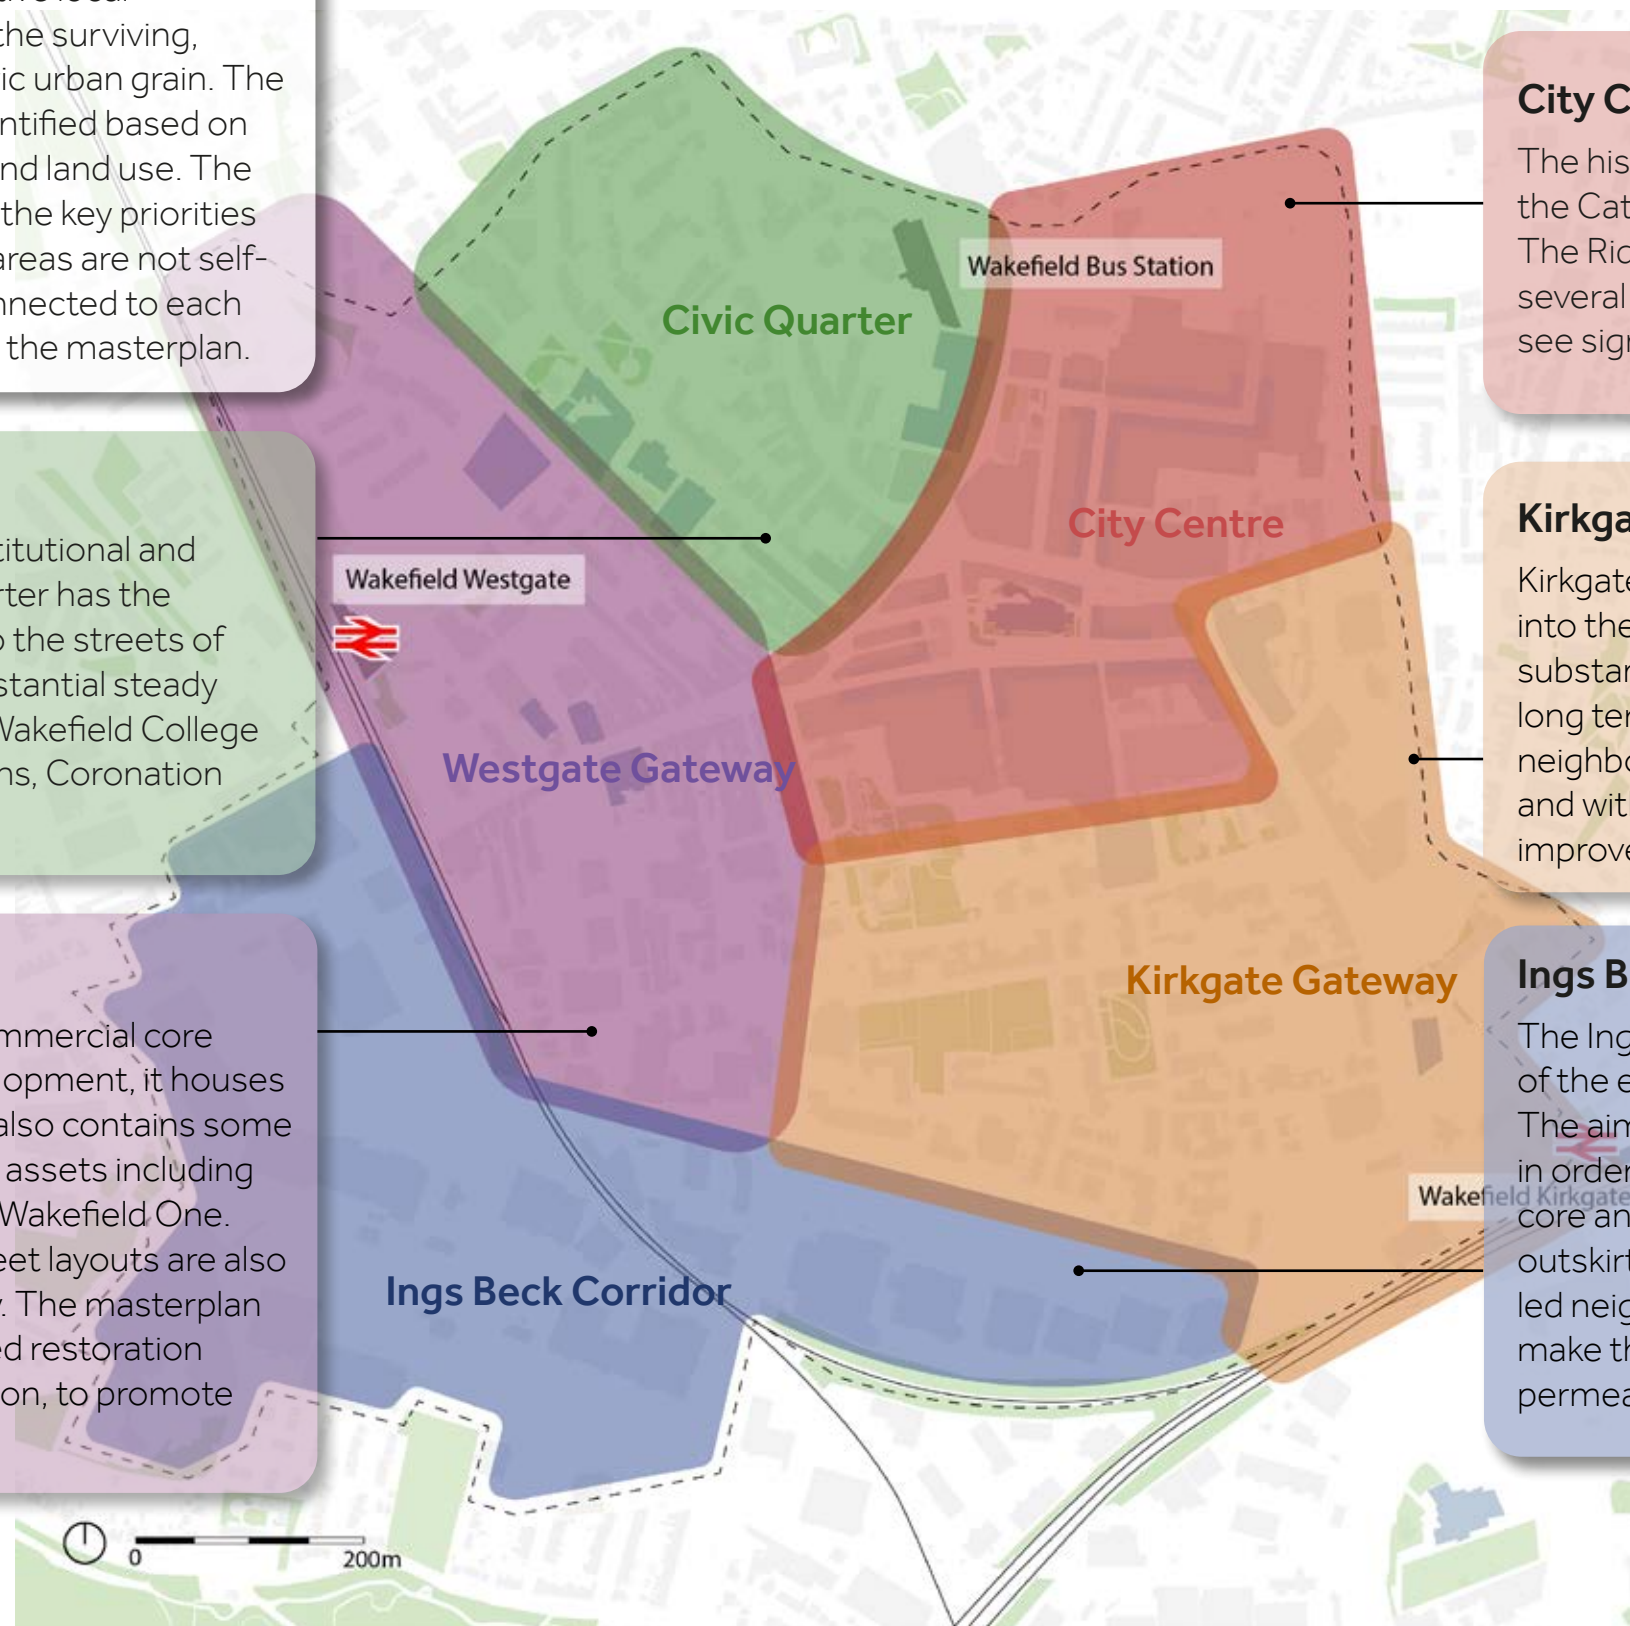 the surviving,
ic urban grain. The
ntified based on
nd land use. The
the key priorities
areas are not self-
nnected to each
the masterplan.
titutional and
rter has the
o the streets of
stantial steady
Wakefield College
ns, Coronation
mmercial core
opment, it houses
also contains some
assets including
Wakefield One.
eet layouts are also
y. The masterplan
ed restoration
on, to promote
Civic Quarter
Wakefield Bus Station
City Centre
Wakefield Westgate
Westgate Gateway
Kirkgate Gateway
Ings Beck Corridor
Wakefield Kirkgate
0
200m
City C
The his
the Cat
The Rid
several
see sign
Kirkga
Kirkgate
into the
substan
long ter
neighbo
and wit
improve
Ings B
The Ing
of the e
The aim
in order
core an
outskirt
led neig
make th
permea